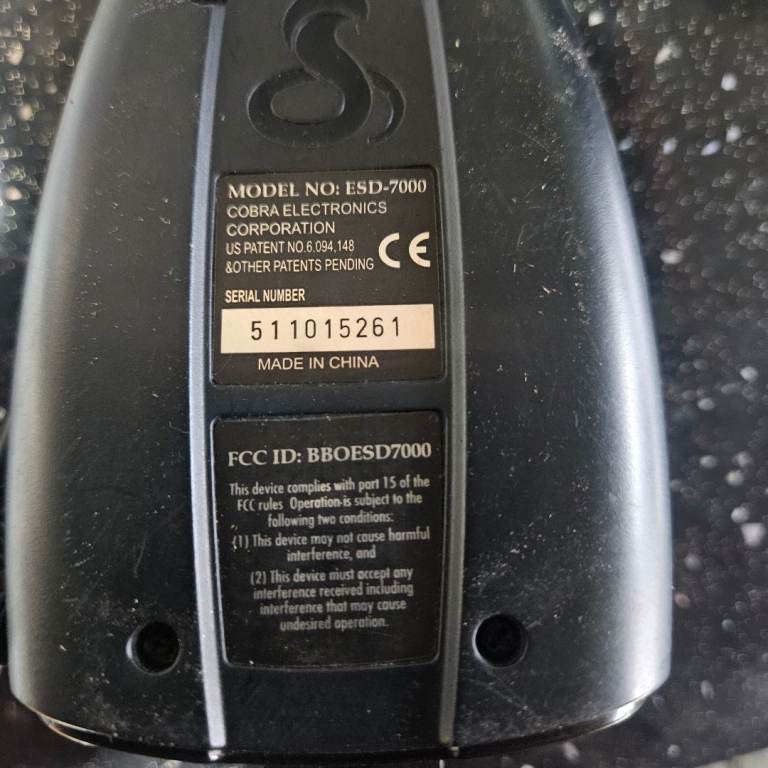 MODEL NO: ESD-7000
COBRA ELECTRONICS
CORPORATION
US PATENT NO.6.094,148
&OTHER PATENTS PENDING
CE
SERIAL NUMBER
511015261
MADE IN CHINA
FCC ID: BBOESD7000
This device complies with part 15 of the
FCC rules Operation is subject to the
following two conditions:
(1) This device may not cause harmful
interference, and
(2) This device must accept any
interference received including
interference that may cause
undesired operation.